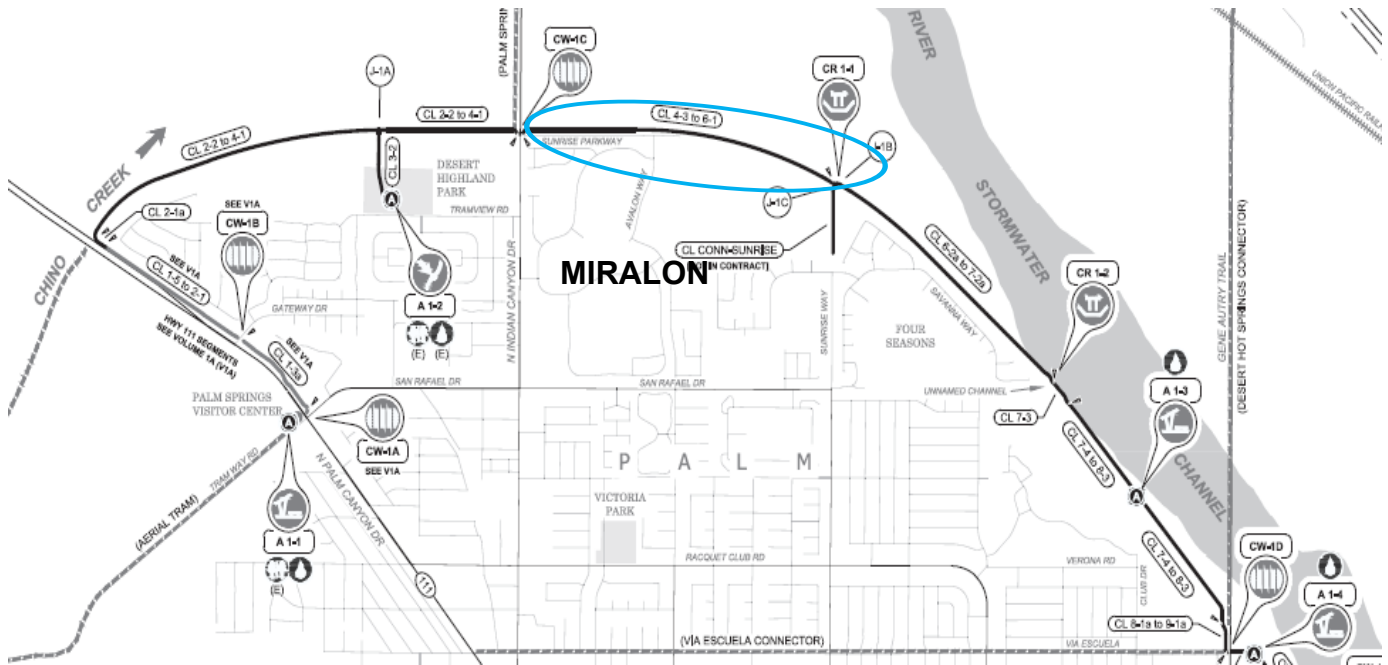 (PALM SPRIN
CW-1C
J-1A
RIVER
CR 1-1
UNION PACIFIC RAILR
CL 2-2 to 4-1
CL 4-3 to 6-1
CL 2-2 to 4-1
SUNRISE PARKWAY
J-1B
CL 3-2
DESERT
HIGHLAND
PARK
CREEK
A
AVALON WAY
J-1C
STORMWATER
SEE V1A
CL 2-1a
CW-1B
TRAMVIEW RD
CL CONN-SUNRISE
IN CONTRACT)
MIRALON
CL 6-2a to 7-2a
CR 1-2
CHINO
SEE V1A
CL 1-5 to 2-1
A 1-2
(E) (E)
N INDIAN CANYON DR
GATEWAY DR
HWY 111 SEGMENTS
SEE VOLUME 1A (V1A)
SEE V1A
CL 1-3a
SUNRISE WAY
SAVANNA WAY
FOUR
SEASONS
GENE AUTRY TRAIL
(DESERT HOT SPRINGS CONNECTOR)
SAN RAFAEL DR
SAN RAFAEL DR
UNNAMED CHANNEL
A 1-3
PALM SPRINGS
VISITOR CENTER
A
CW-1A
SEE V1A
CL 7-3
TRAM WAY RD
(AERIAL TRAM)
N PALM CANYON DR
P A L M
CL 7-4 to 8-3
CHANNEL
A
VICTORIA
PARK
A 1-1
(E)
RACQUET CLUB RD
VERONA RD
CW-1D
111
CLUB DR
CL 7-4 to 8-3
A 1-4
CL 8-1a to 9-1a
(VIA ESCUELA CONNECTOR)
VIA ESCUELA
A